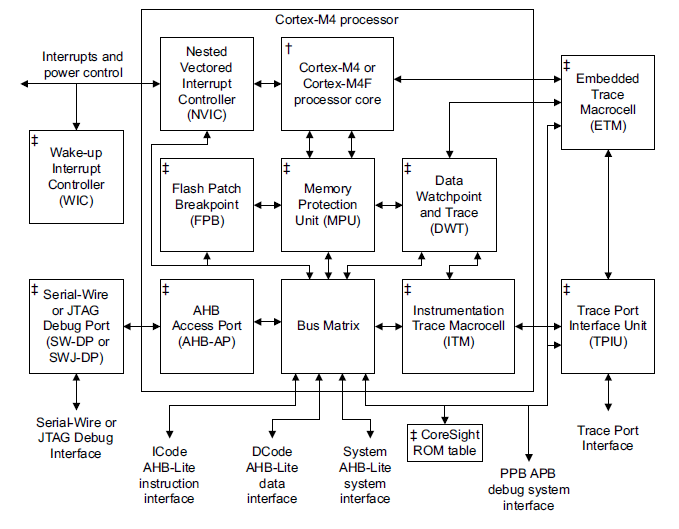 Cortex-M4 processor
Interrupts and
power control
Nested
Vectored
Interrupt
Controller
(NVIC)
†
Cortex-M4 or
Cortex-M4F
processor core
‡
Embedded
Trace
Macrocell
(ETM)
‡
Wake-up
Interrupt
Controller
(WIC)
‡
Flash Patch
Breakpoint
(FPB)
‡
Memory
Protection
Unit (MPU)
‡
Data
Watchpoint
and Trace
(DWT)
‡
Serial-Wire
or JTAG
Debug Port
(SW-DP or
SWJ-DP)
‡
AHB
Access Port
(AHB-AP)
Bus Matrix
‡
Instrumentation
Trace Macrocell
(ITM)
‡
Trace Port
Interface Unit
(TPIU)
Serial-Wire or
JTAG Debug
Interface
ICode
AHB-Lite
instruction
interface
DCode
AHB-Lite
data
interface
System
AHB-Lite
system
interface
‡ CoreSight
ROM table
PPB APB
debug system
interface
Trace Port
Interface